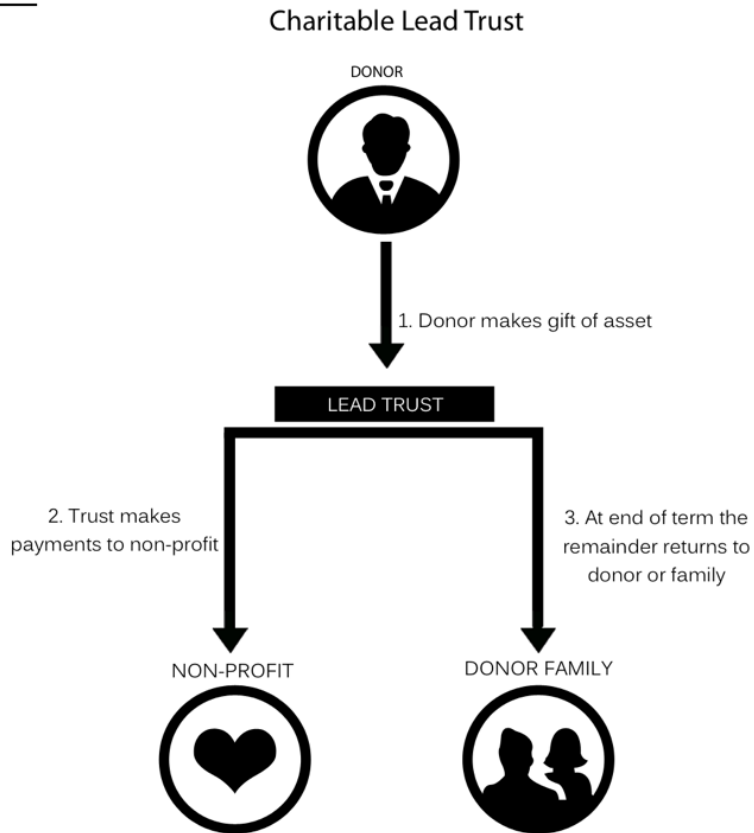 Charitable Lead Trust
DONOR
1. Donor makes gift of asset
LEAD TRUST
2. Trust makes
payments to non-profit
3. At end of term the
remainder returns to
donor or family
NON-PROFIT
DONOR FAMILY